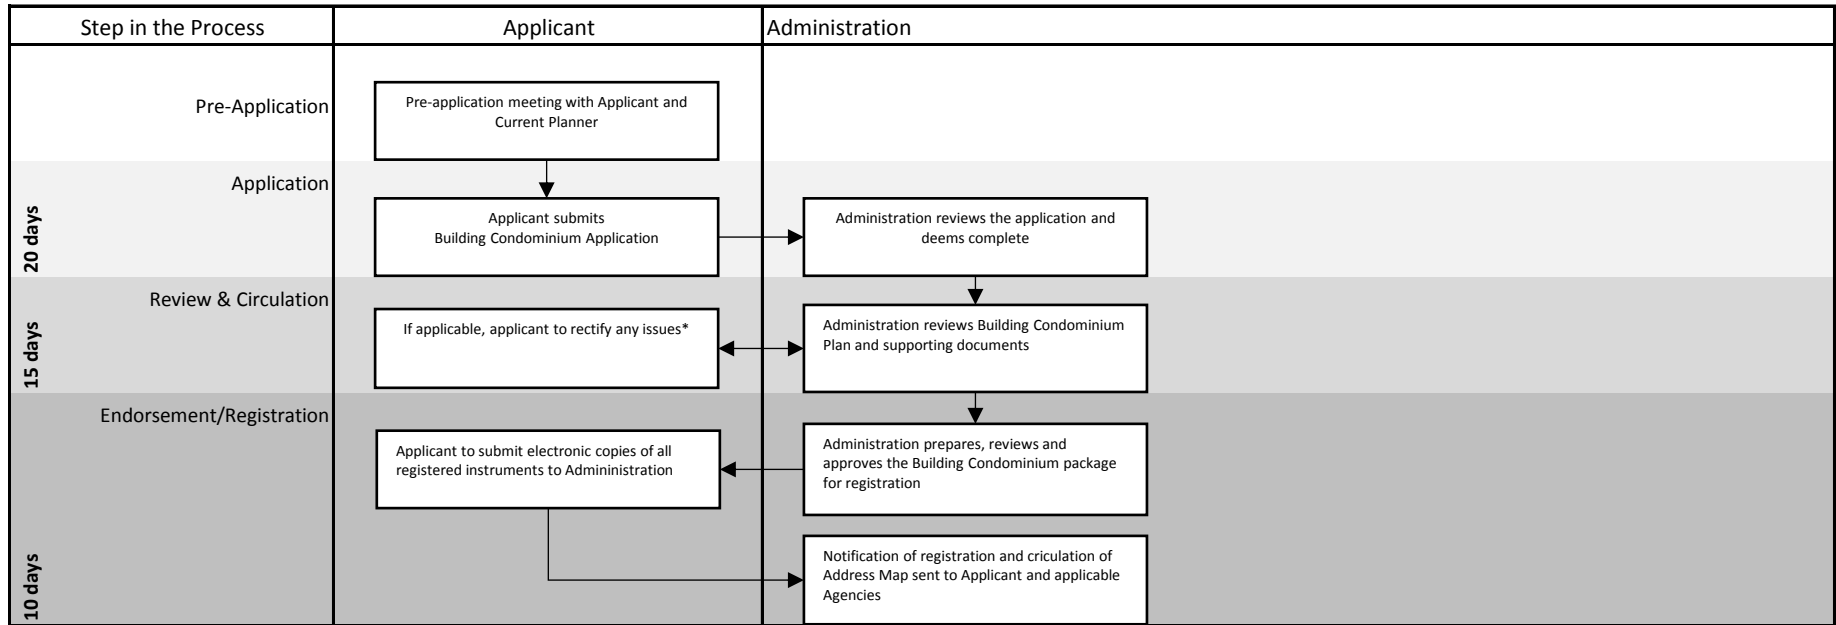 Step in the Process
Applicant
Administration
Pre-Application
Pre-application meeting with Applicant and
Current Planner
Application
20 days
Applicant submits
Building Condominium Application
Administration reviews the application and
deems complete
Review & Circulation
15 days
If applicable, applicant to rectify any issues*
Administration reviews Building Condominium
Plan and supporting documents
Endorsement/Registration
10 days
Administration prepares, reviews and
approves the Building Condominium package
for registration
Applicant to submit electronic copies of all
registered instruments to Admininistration
Notification of registration and criculation of
Address Map sent to Applicant and applicable
Agencies